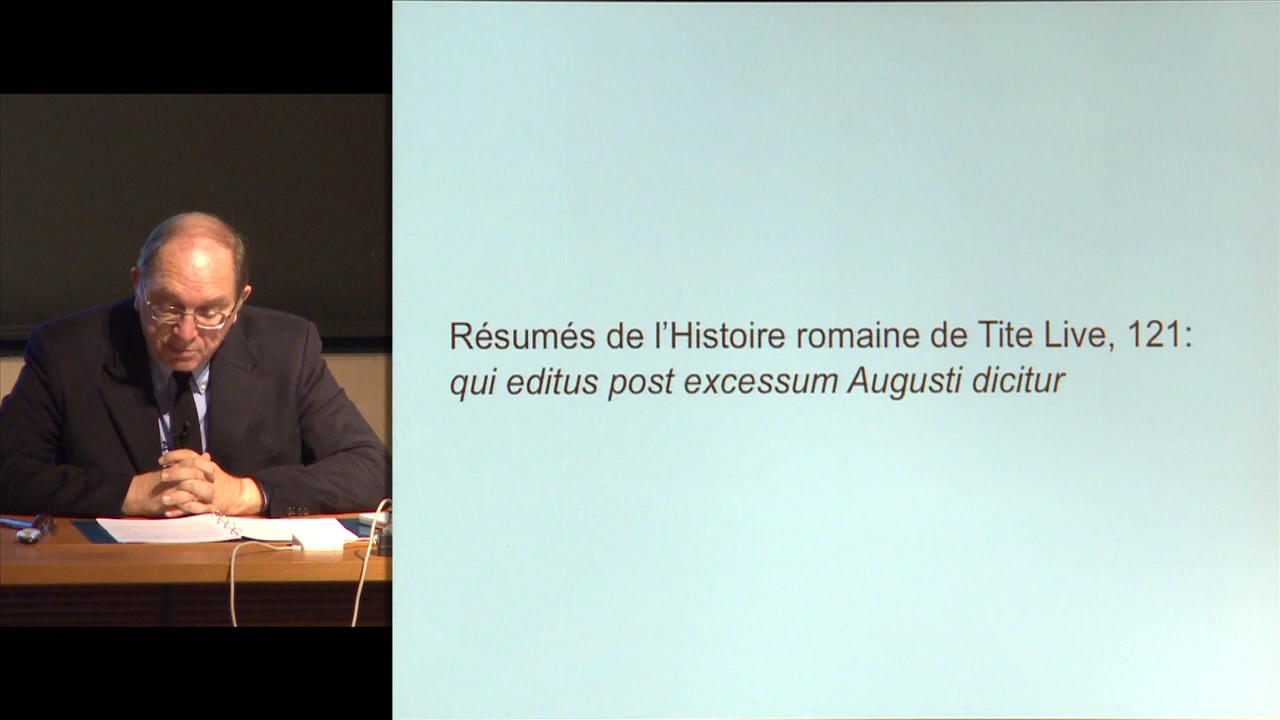 Résumés de l’Histoire romaine de Tite Live, 121:
qui editus post excessum Augusti dicitur